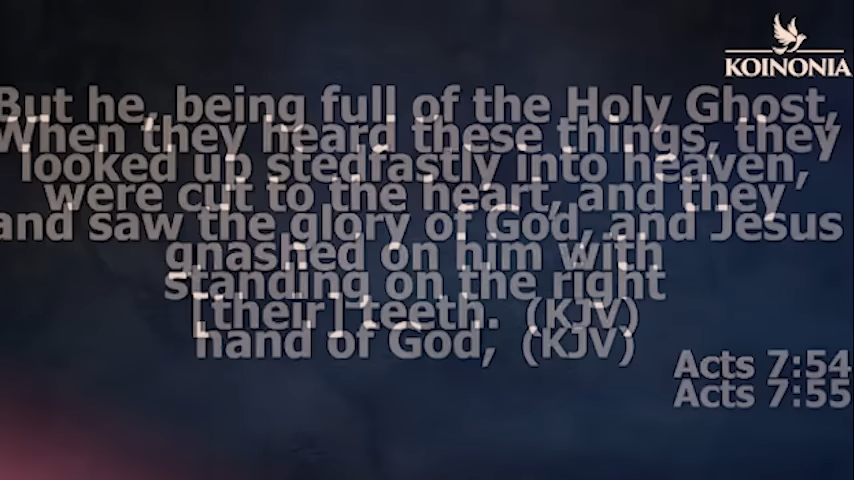 KOINONIA
But he, being full of the Holy Ghost,
When they heard these things, they
looked up stedfastly into heaven,
were cut to the heart, and they
and saw the glory of God, and Jesus
gnashed on him with
standing on the right
[their] teeth. (KJV)
hand of God, (KJV)
Acts 7:54
Acts 7:55